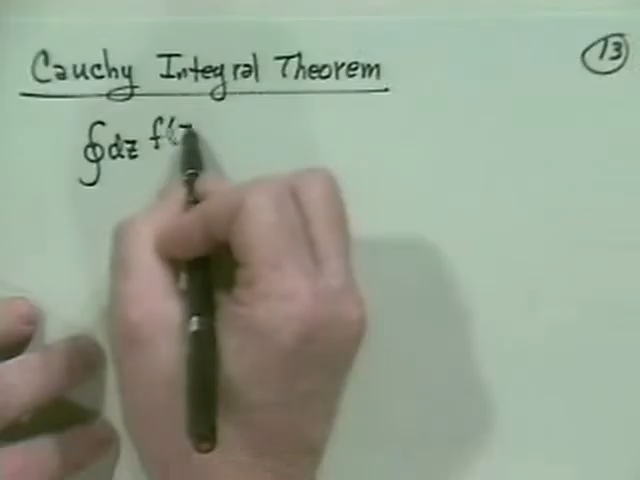 Cauchy Integral Theorem
13
∮dz f(z